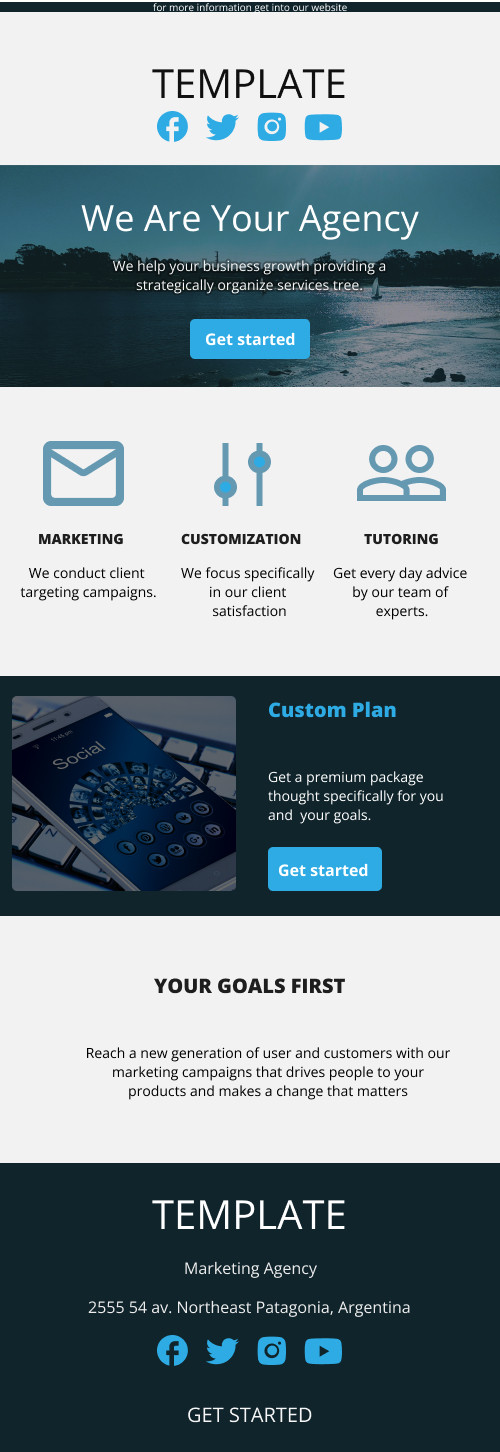 for more information get into our website
TEMPLATE
We Are Your Agency
We help your business growth providing a
strategically organize services tree.
Get started
MARKETING
CUSTOMIZATION
TUTORING
We conduct client
targeting campaigns.
We focus specifically
in our client
satisfaction
Get every day advice
by our team of
experts.
Social
Custom Plan
Get a premium package
thought specifically for you
and  your goals.
Get started
YOUR GOALS FIRST
Reach a new generation of user and customers with our
marketing campaigns that drives people to your
products and makes a change that matters
TEMPLATE
Marketing Agency
2555 54 av. Northeast Patagonia, Argentina
GET STARTED